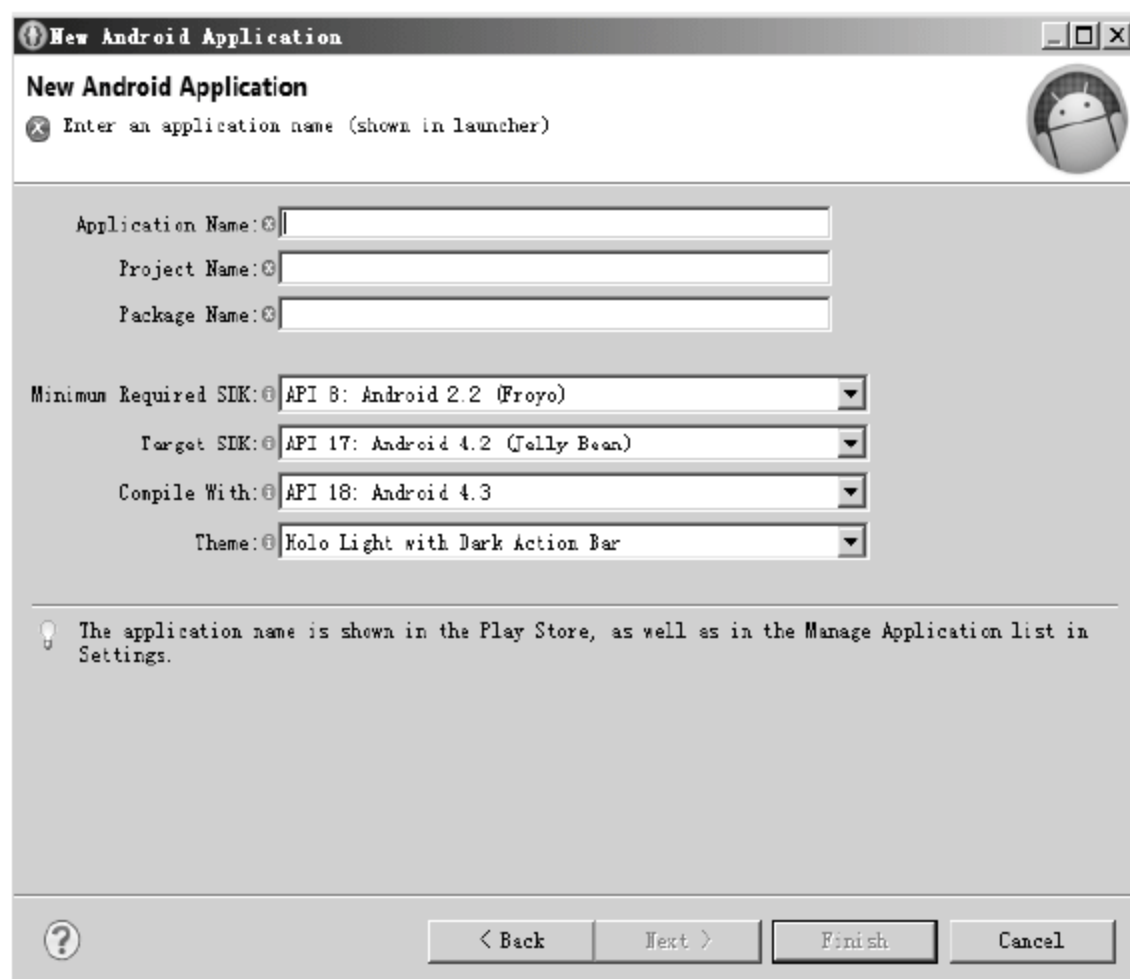 New Android Application
New Android Application
Enter an application name (shown in launcher)
Application Name:
Project Name:
Package Name:
Minimum Required SDK: API 8: Android 2.2 (Froyo)
Target SDK: API 17: Android 4.2 (Jelly Bean)
Compile With: API 18: Android 4.3
Theme: Holo Light with Dark Action Bar
The application name is shown in the Play Store, as well as in the Manage Application list in
Settings.
< Back Next > Finish Cancel